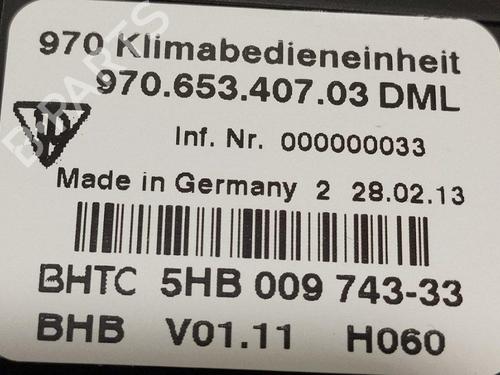 970 Klimabedieneinheit
970.653.407.03 DML
Inf. Nr. 000000033
Made in Germany 2 28.02.13
BHTC 5HB 009 743-33
BHB V01.11 H060
B-PARTS